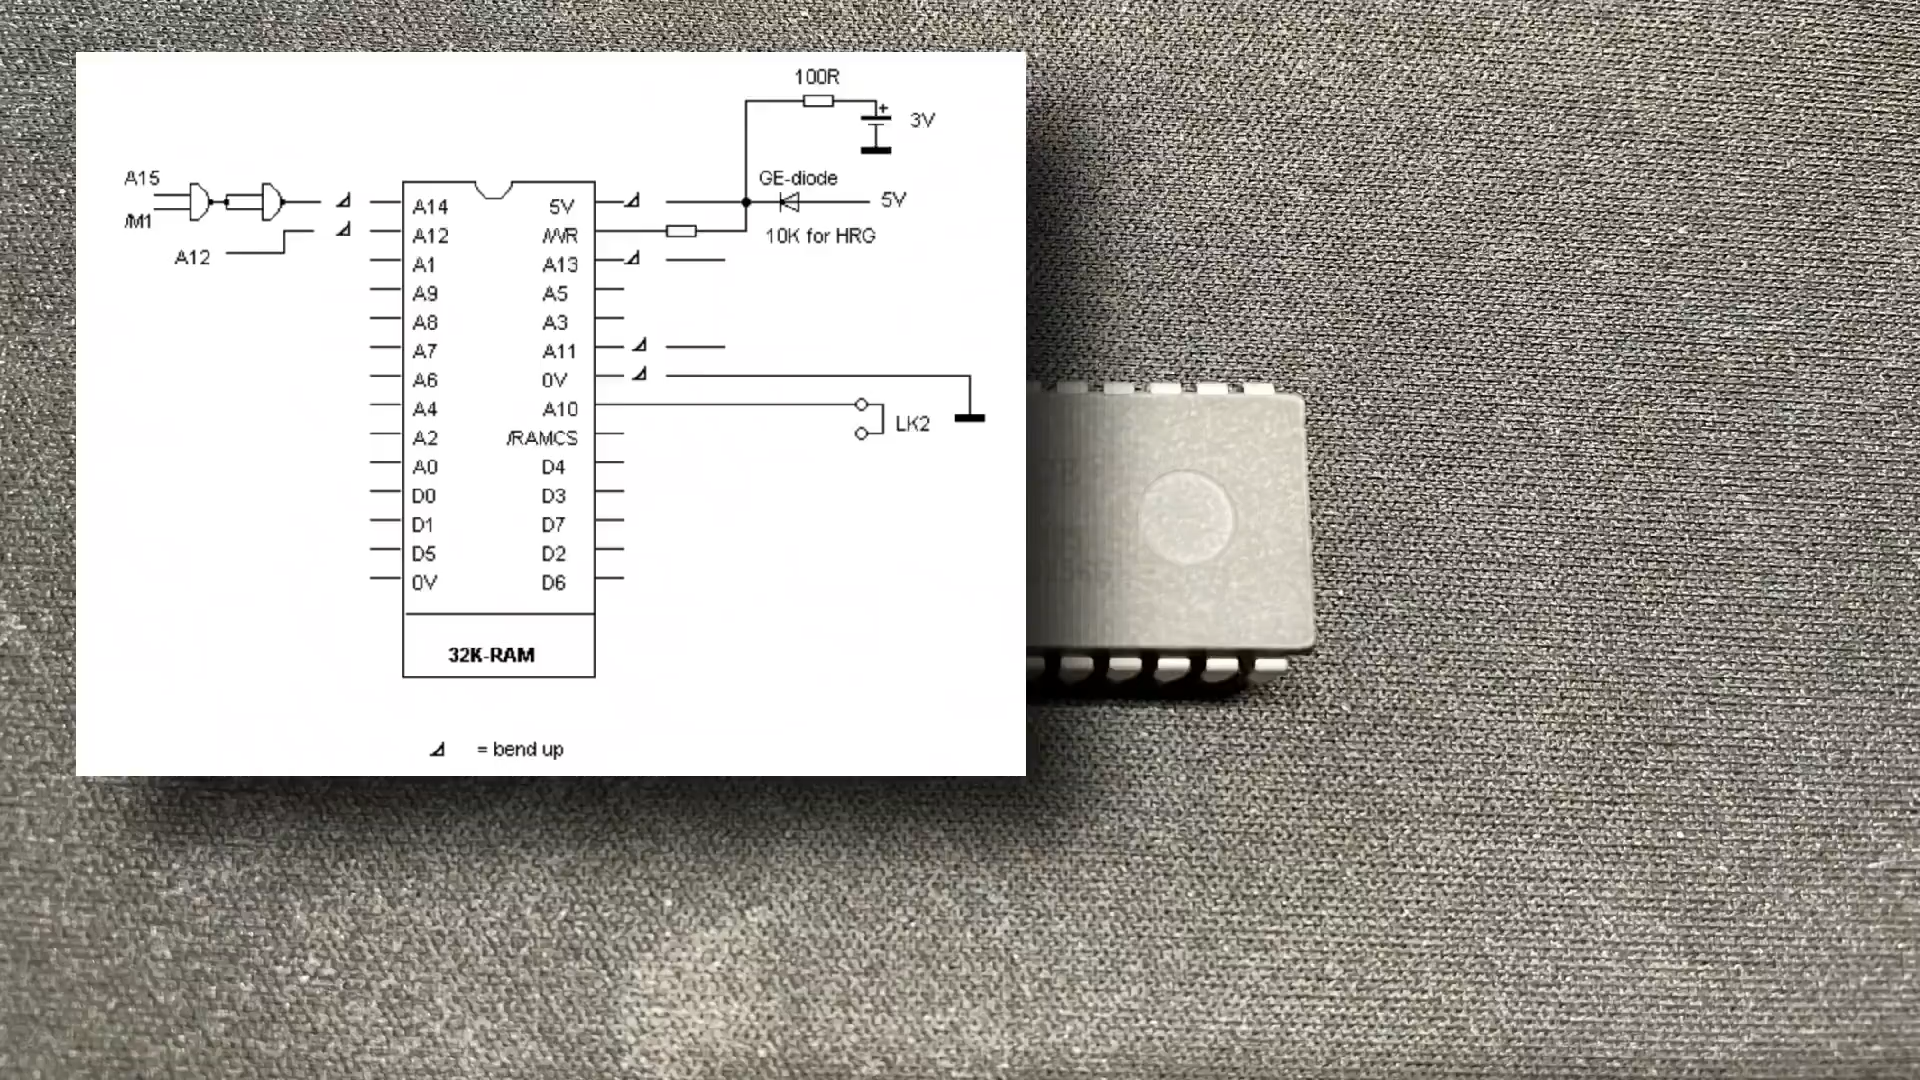 100R
3V
A15
/M1
A12
GE-diode
5V
10K for HRG
A14 5V
A12 /WR
A1 A13
A9 A5
A8 A3
A7 A11
A6 0V
A4 A10
A2 /RAMCS
A0 D4
D0 D3
D1 D7
D5 D2
0V D6
LK2
32K-RAM
= bend up